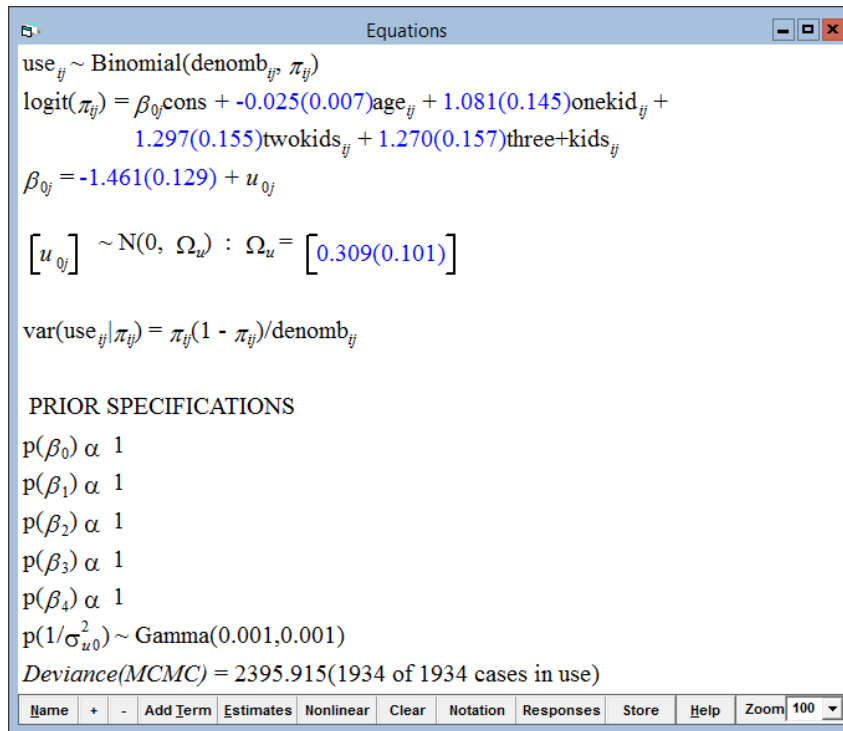 Equations
use_ij ~ Binomial(denomb_ij, π_ij)
logit(π_ij) = β_0jcons + -0.025(0.007)age_ij + 1.081(0.145)onekid_ij +
1.297(0.155)twokids_ij + 1.270(0.157)three+kids_ij
β_0j = -1.461(0.129) + u_0j
[u_0j] ~ N(0, Ω_u) : Ω_u = [0.309(0.101)]
var(use_ij|π_ij) = π_ij(1 - π_ij)/denomb_ij
PRIOR SPECIFICATIONS
p(β_0) α 1
p(β_1) α 1
p(β_2) α 1
p(β_3) α 1
p(β_4) α 1
p(1/σ²_u0) ~ Gamma(0.001,0.001)
Deviance(MCMC) = 2395.915(1934 of 1934 cases in use)
Name + - Add Term Estimates Nonlinear Clear Notation Responses Store Help Zoom 100